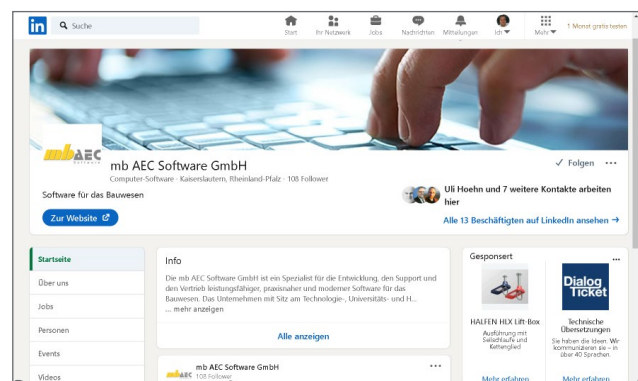 in
Suche
Start
Ihr Netzwerk
Jobs
Nachrichten
Mitteilungen
Ich
Mehr
1 Monat gratis testen
mbAEC
Software
mb AEC Software GmbH
Computer-Software · Kaiserslautern, Rheinland-Pfalz · 108 Follower
Software für das Bauwesen
Zur Website
✓ Folgen ...
Uli Hoehn und 7 weitere Kontakte arbeiten
hier
Alle 13 Beschäftigten auf LinkedIn ansehen →
Startseite
Über uns
Jobs
Personen
Events
Videos
Info
Die mb AEC Software GmbH ist ein Spezialist für die Entwicklung, den Support und
den Vertrieb leistungsfähiger, praxisnaher und moderner Software für das
Bauwesen. Das Unternehmen mit Sitz am Technologie-, Universitäts- und H...
... mehr anzeigen
Alle anzeigen
mbAEC
mb AEC Software GmbH
108 Follower
...
Gesponsert
...
HALFEN HLX Lift-Box
Ausführung mit
Seilschlaufe und
Kettenglied
Mehr erfahren
Dialog
Ticket
Technische
Übersetzungen
Sie haben die Ideen. Wir
kommunizieren sie – in
über 40 Sprachen.
Mehr erfahren